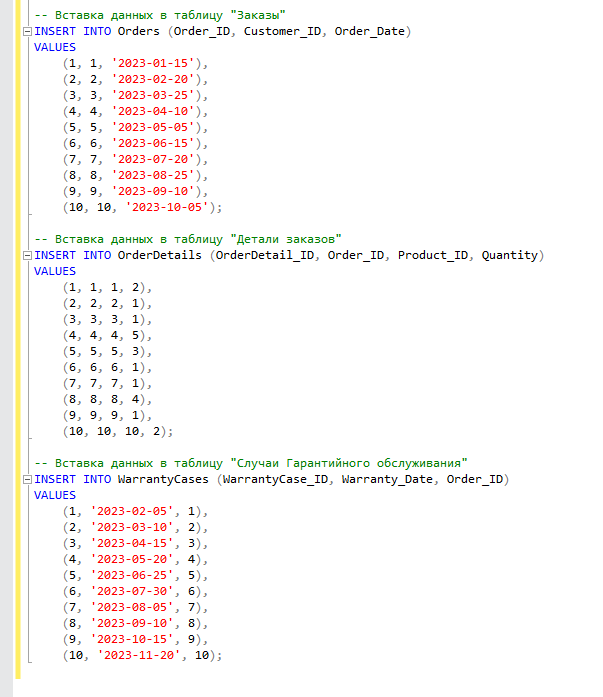 -- Вставка данных в таблицу "Заказы"
INSERT INTO Orders (Order_ID, Customer_ID, Order_Date)
VALUES
(1, 1, '2023-01-15'),
(2, 2, '2023-02-20'),
(3, 3, '2023-03-25'),
(4, 4, '2023-04-10'),
(5, 5, '2023-05-05'),
(6, 6, '2023-06-15'),
(7, 7, '2023-07-20'),
(8, 8, '2023-08-25'),
(9, 9, '2023-09-10'),
(10, 10, '2023-10-05');
-- Вставка данных в таблицу "Детали заказов"
INSERT INTO OrderDetails (OrderDetail_ID, Order_ID, Product_ID, Quantity)
VALUES
(1, 1, 1, 2),
(2, 2, 2, 1),
(3, 3, 3, 1),
(4, 4, 4, 5),
(5, 5, 5, 3),
(6, 6, 6, 1),
(7, 7, 7, 1),
(8, 8, 8, 4),
(9, 9, 9, 1),
(10, 10, 10, 2);
-- Вставка данных в таблицу "Случаи Гарантийного обслуживания"
INSERT INTO WarrantyCases (WarrantyCase_ID, Warranty_Date, Order_ID)
VALUES
(1, '2023-02-05', 1),
(2, '2023-03-10', 2),
(3, '2023-04-15', 3),
(4, '2023-05-20', 4),
(5, '2023-06-25', 5),
(6, '2023-07-30', 6),
(7, '2023-08-05', 7),
(8, '2023-09-10', 8),
(9, '2023-10-15', 9),
(10, '2023-11-20', 10);